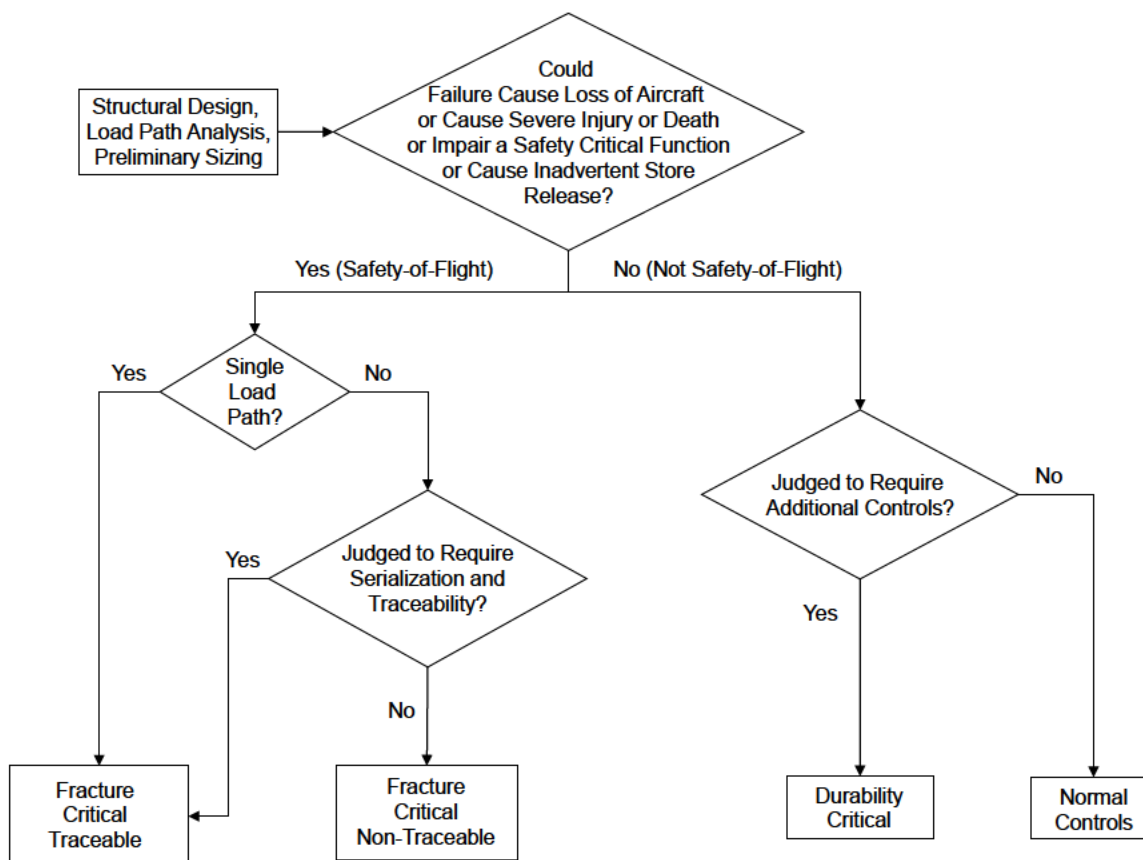 Structural Design,
Load Path Analysis,
Preliminary Sizing
Could
Failure Cause Loss of Aircraft
or Cause Severe Injury or Death
or Impair a Safety Critical Function
or Cause Inadvertent Store
Release?
Yes (Safety-of-Flight)
No (Not Safety-of-Flight)
Yes
Single
Load
Path?
No
Yes
Judged to Require
Serialization and
Traceability?
No
Judged to Require
Additional Controls?
No
Yes
Fracture
Critical
Traceable
Fracture
Critical
Non-Traceable
Durability
Critical
Normal
Controls